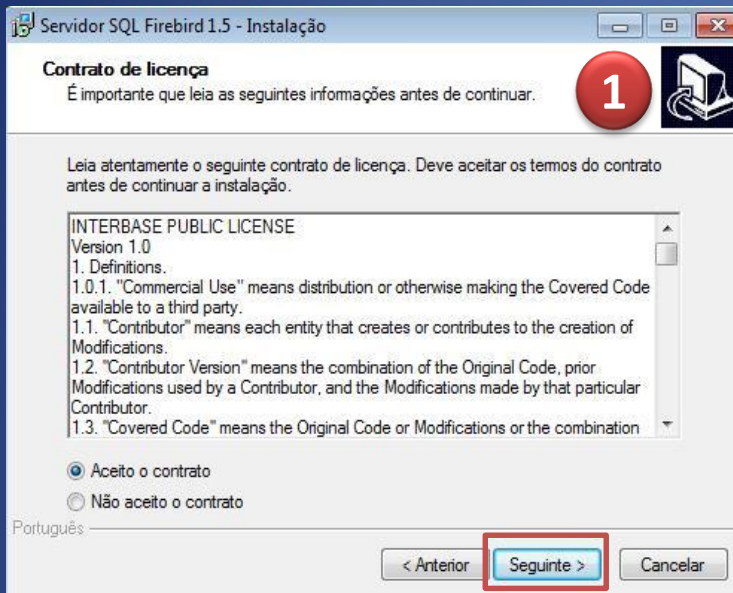 Servidor SQL Firebird 1.5 - Instalação
Contrato de licença
É importante que leia as seguintes informações antes de continuar.
1
Leia atentamente o seguinte contrato de licença. Deve aceitar os termos do contrato
antes de continuar a instalação.
INTERBASE PUBLIC LICENSE
Version 1.0
1. Definitions.
1.0.1. "Commercial Use" means distribution or otherwise making the Covered Code
available to a third party.
1.1. "Contributor" means each entity that creates or contributes to the creation of
Modifications.
1.2. "Contributor Version" means the combination of the Original Code, prior
Modifications used by a Contributor, and the Modifications made by that particular
Contributor.
1.3. "Covered Code" means the Original Code or Modifications or the combination
Aceito o contrato
Não aceito o contrato
Português
< Anterior
Seguinte >
Cancelar